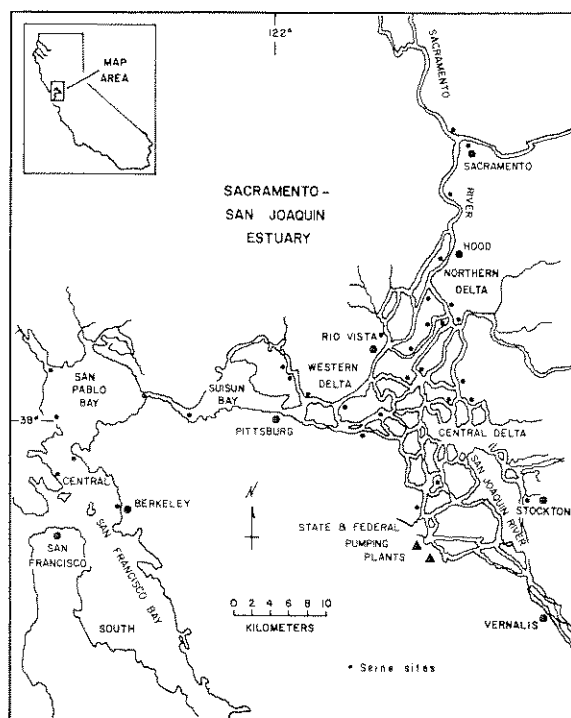 122°
MAP
AREA
SACRAMENTO
RIVER
SACRAMENTO
SACRAMENTO –
SAN JOAQUIN
ESTUARY
HOOD
NORTHERN
DELTA
RIO VISTA
WESTERN
DELTA
SAN
PABLO
BAY
SUISUN
BAY
38°
PITTSBURG
CENTRAL DELTA
SAN JOAQUIN RIVER
CENTRAL
BERKELEY
STOCKTON
N
STATE & FEDERAL
PUMPING
PLANTS
SAN
FRANCISCO
SAN FRANCISCO BAY
SOUTH
0 2 4 6 8 10
KILOMETERS
VERNALIS
• Seine sites